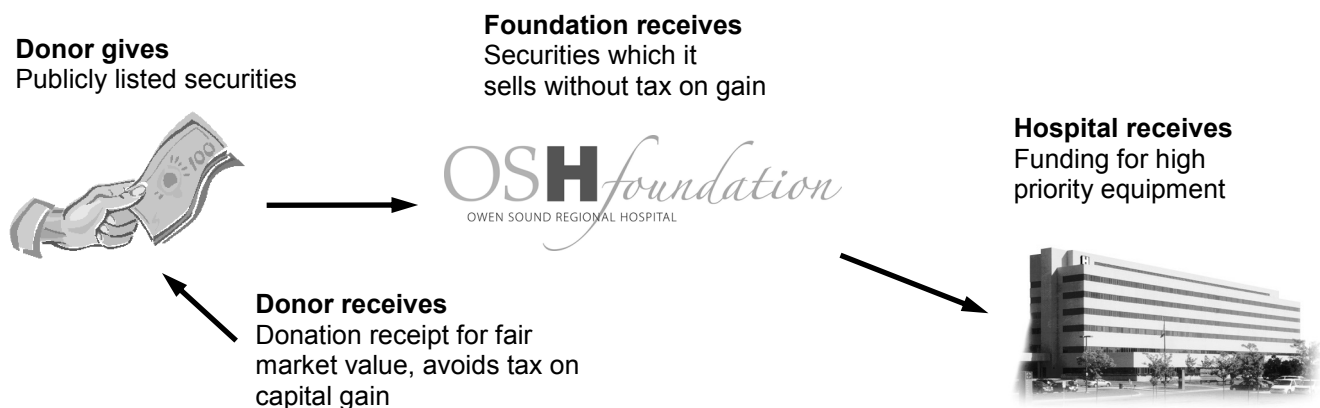 Donor gives
Publicly listed securities
100
Foundation receives
Securities which it
sells without tax on gain
OSHfoundation
OWEN SOUND REGIONAL HOSPITAL
Hospital receives
Funding for high
priority equipment
H
Donor receives
Donation receipt for fair
market value, avoids tax on
capital gain